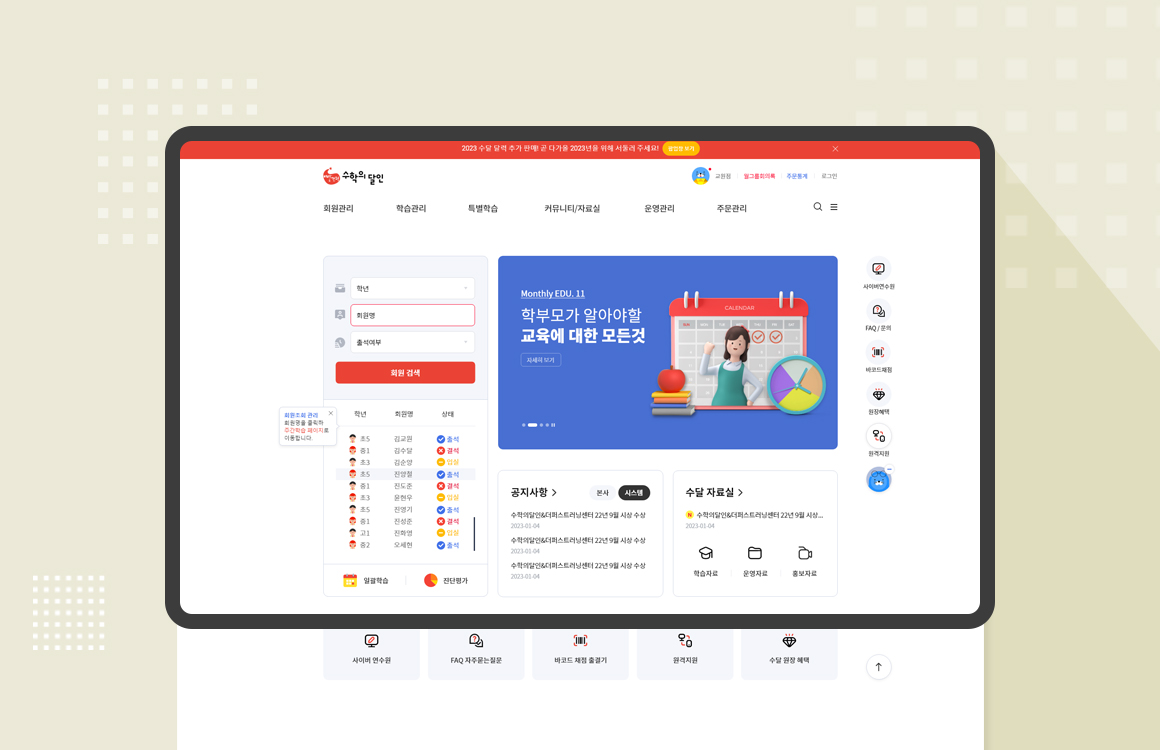 2023 수달 달력 추가 판매! 곧 다가올 2023년을 위해 서둘러 주세요!
수학의 달인
교원점
월그룹회의록
주문통계
로그인
회원관리
학습관리
특별학습
커뮤니티/자료실
운영관리
주문관리
학년
회원명
출석여부
회원 검색
회원조회 관리
회원명을 클릭하
주간학습 페이지로
이용합니다.
학년 회원명 상태
초5 김교원 출석
중1 김수달 결석
초3 김순양 입실
초5 진양철 출석
중1 진도준 결석
초3 윤현우 입실
초5 진영기 출석
중1 진성준 결석
고1 진화영 입실
중2 오세현 출석
일괄학습
진단평가
Monthly EDU. 11
학부모가 알아야할
교육에 대한 모든것
자세히 보기
CALENDAR
공지사항
본사
시스템
수학의달인&더퍼스트러닝센터 22년 9월 시상 수상
2023-01-04
수학의달인&더퍼스트러닝센터 22년 9월 시상 수상
2023-01-04
수학의달인&더퍼스트러닝센터 22년 9월 시상 수상
2023-01-04
수달 자료실
N 수학의달인&더퍼스트러닝센터 22년 9월 시상...
2023-01-04
학습자료
운영자료
홍보자료
사이버연수원
FAQ / 문의
바코드채점
원장혜택
원격지원
사이버 연수원
FAQ 자주묻는질문
바코드 채점 출결기
원격지원
수달 원장 혜택